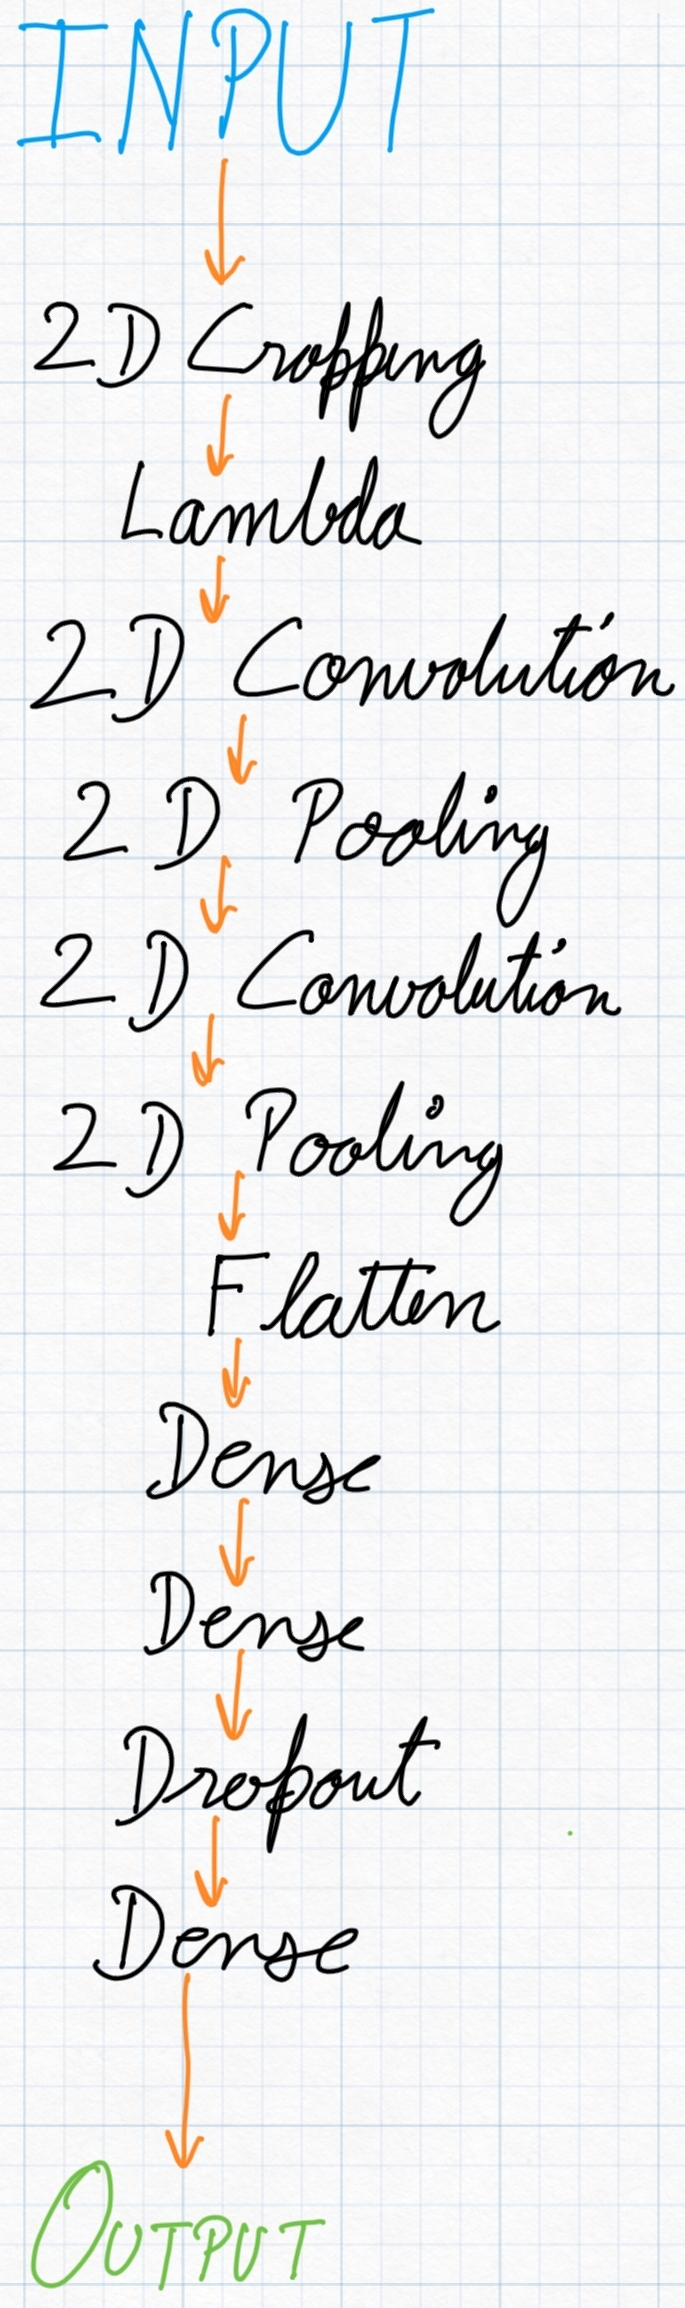 INPUT
2D Cropping
Lambda
2D Convolution
2D Pooling
2D Convolution
2D Pooling
Flatten
Dense
Dense
Dropout
Dense
OUTPUT